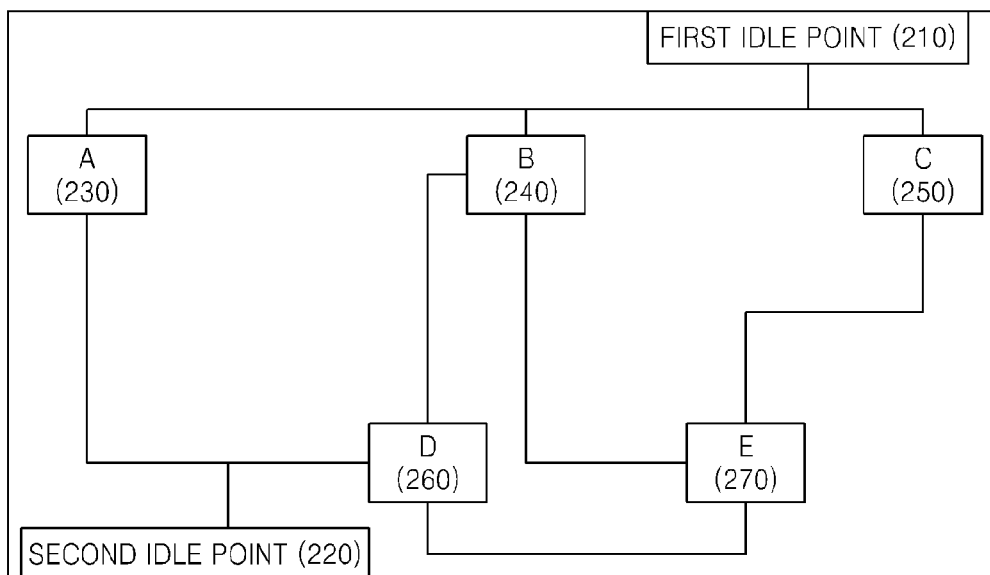 FIRST IDLE POINT (210)
A
(230)
B
(240)
C
(250)
D
(260)
E
(270)
SECOND IDLE POINT (220)